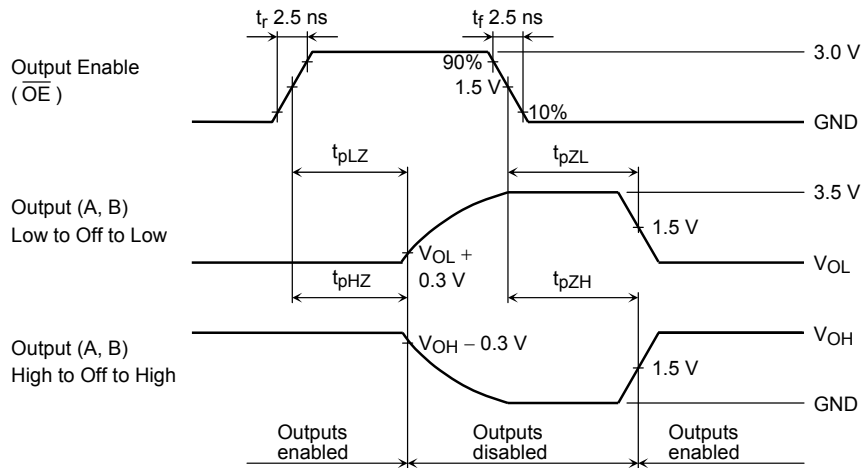 tr 2.5 ns
tf 2.5 ns
Output Enable
( OE )
90%
1.5 V
10%
3.0 V
GND
tpLZ
tpZL
Output (A, B)
Low to Off to Low
3.5 V
1.5 V
VOL +
0.3 V
VOL
tpHZ
tpZH
Output (A, B)
High to Off to High
VOH – 0.3 V
VOH
1.5 V
GND
Outputs
enabled
Outputs
disabled
Outputs
enabled